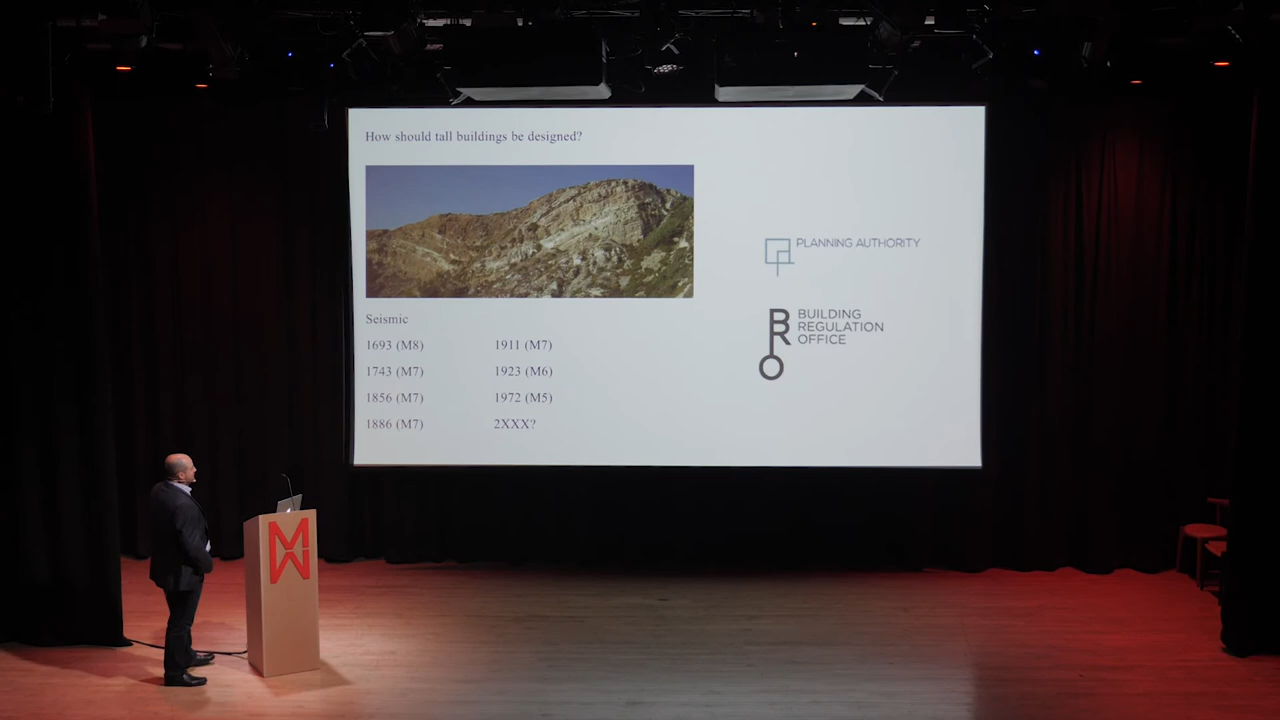 How should tall buildings be designed?
Seismic
1693 (M8)
1743 (M7)
1856 (M7)
1886 (M7)
1911 (M7)
1923 (M6)
1972 (M5)
2XXX?
PLANNING AUTHORITY
BRO
BUILDING
REGULATION
OFFICE
M